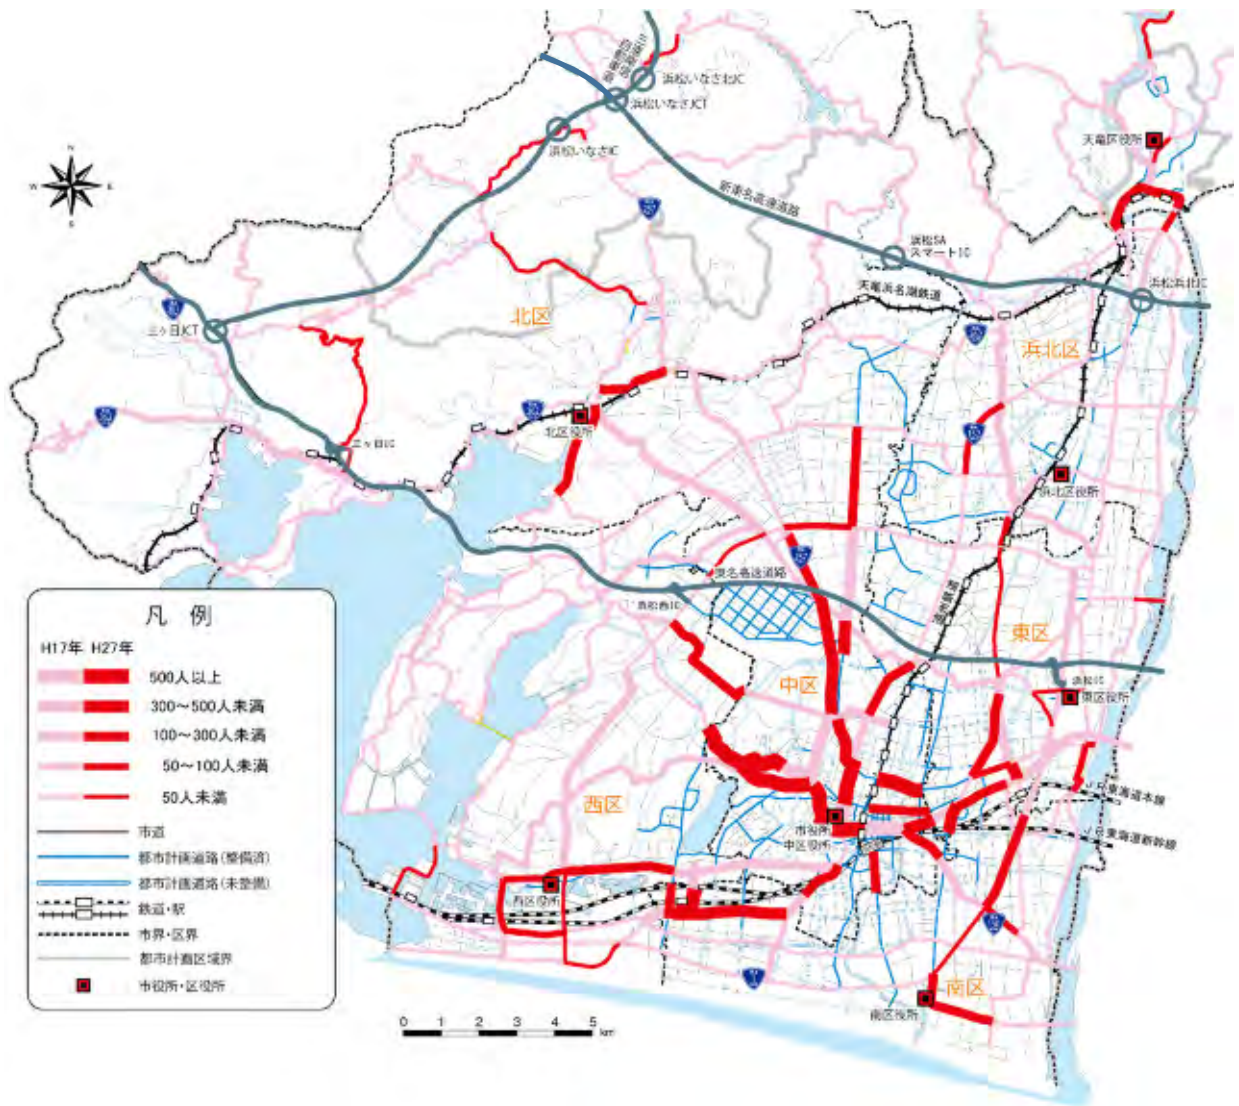 浜松いなさ北IC
浜松いなさJCT
浜松いなさIC
天竜区役所
N
W
E
S
新東名高速道路
浜松SA
スマートIC
浜松浜北IC
天竜浜名湖鉄道
北区
三ヶ日JCT
浜北区
北区役所
三ヶ日IC
浜北区役所
東名高速道路
浜松西IC
東区
中区
浜松IC
東区役所
JR東海道本線
西区
市役所
中区役所
JR東海道新幹線
西区役所
1
南区
南区役所
凡例
H17年 H27年
500人以上
300～500人未満
100～300人未満
50～100人未満
50人未満
市道
都市計画道路(整備済)
都市計画道路(未整備)
鉄道・駅
市界・区界
都市計画区域界
市役所・区役所
0 1 2 3 4 5
km